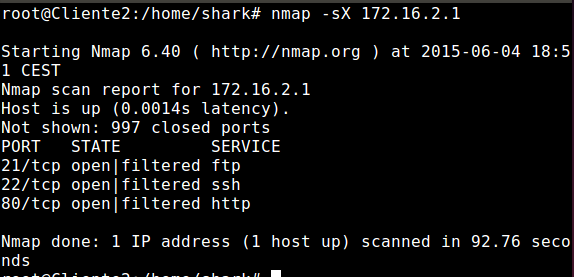 root@Cliente2:/home/shark# nmap -sX 172.16.2.1
Starting Nmap 6.40 ( http://nmap.org ) at 2015-06-04 18:5
1 CEST
Nmap scan report for 172.16.2.1
Host is up (0.0014s latency).
Not shown: 997 closed ports
PORT   STATE         SERVICE
21/tcp open|filtered ftp
22/tcp open|filtered ssh
80/tcp open|filtered http
Nmap done: 1 IP address (1 host up) scanned in 92.76 seco
nds
root@Cliente2:/home/shark#